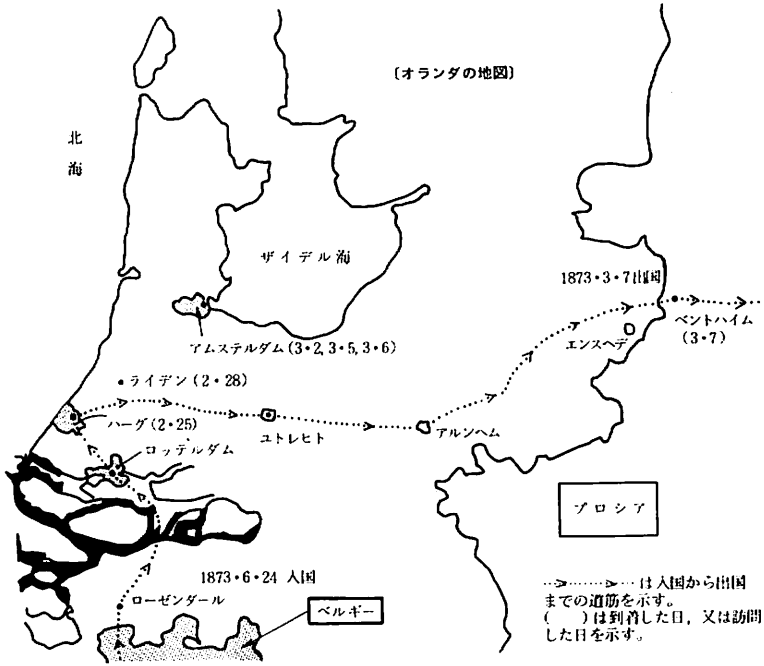 〔オランダの地図〕
北
海
ザイデル海
1873・3・7出国
ベントハイム
(3・7)
エンスヘデ
アムステルダム(3・2, 3・5, 3・6)
ライデン(2・28)
ハーグ(2・25)
ユトレヒト
アルンヘム
ロッテルダム
プロシア
1873・6・24 入国
ローゼンダール
ベルギー
は入国から出国
までの道筋を示す。
(　)は到着した日，又は訪問
した日を示す。